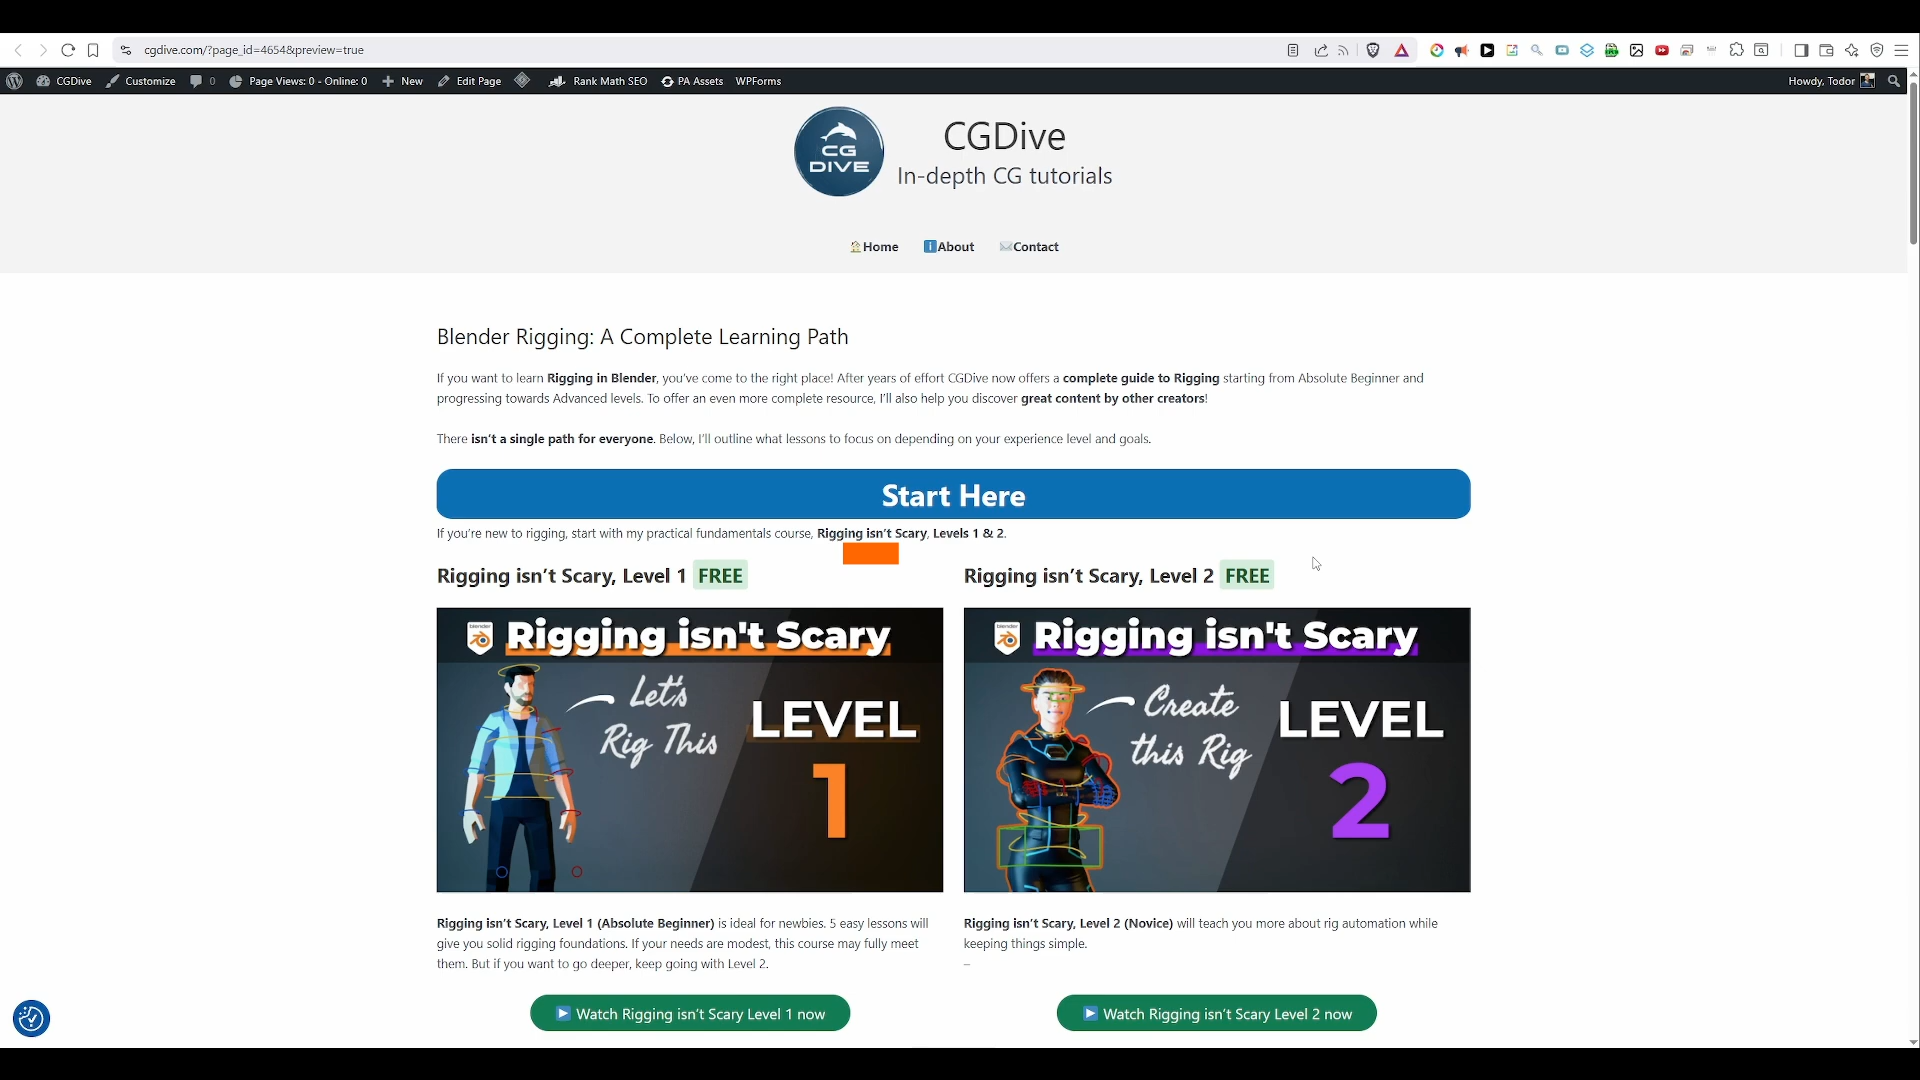 cgdive.com/?page_id=4654&preview=true
CGDive
Customize
0
Page Views: 0 - Online: 0
New
Edit Page
Rank Math SEO
PA Assets
WPForms
Howdy, Todor
CG
DIVE
CGDive
In-depth CG tutorials
Home
About
Contact
Blender Rigging: A Complete Learning Path
If you want to learn Rigging in Blender, you've come to the right place! After years of effort CGDive now offers a complete guide to Rigging starting from Absolute Beginner and
progressing towards Advanced levels. To offer an even more complete resource, I'll also help you discover great content by other creators!
There isn't a single path for everyone. Below, I'll outline what lessons to focus on depending on your experience level and goals.
Start Here
If you're new to rigging, start with my practical fundamentals course, Rigging isn't Scary, Levels 1 & 2.
Rigging isn't Scary, Level 1 FREE
Rigging isn't Scary, Level 2 FREE
blender
Rigging isn't Scary
Let's
Rig This
LEVEL
1
blender
Rigging isn't Scary
Create
this Rig
LEVEL
2
Rigging isn't Scary, Level 1 (Absolute Beginner) is ideal for newbies. 5 easy lessons will
give you solid rigging foundations. If your needs are modest, this course may fully meet
them. But if you want to go deeper, keep going with Level 2.
Rigging isn't Scary, Level 2 (Novice) will teach you more about rig automation while
keeping things simple.
–
Watch Rigging isn't Scary Level 1 now
Watch Rigging isn't Scary Level 2 now